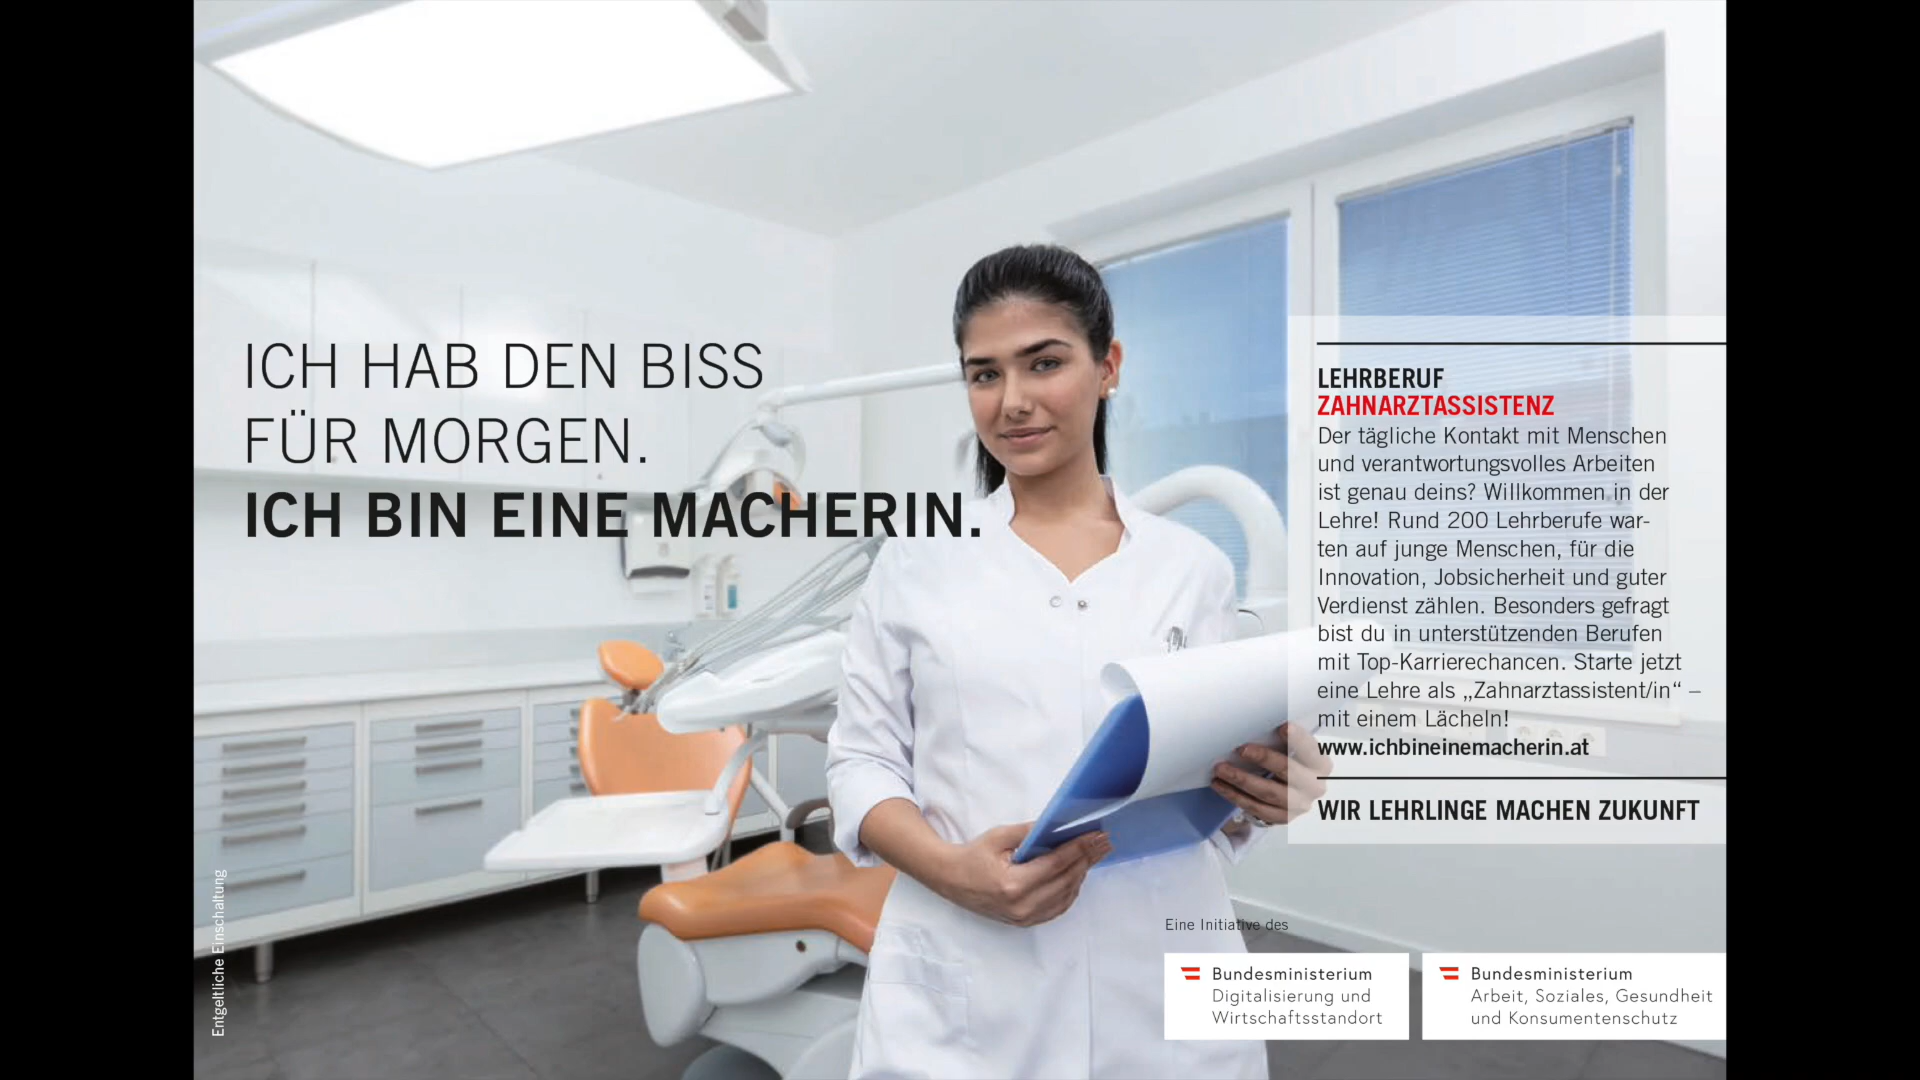 ICH HAB DEN BISS
FÜR MORGEN.
ICH BIN EINE MACHERIN.
LEHRBERUF
ZAHNARZTASSISTENZ
Der tägliche Kontakt mit Menschen
und verantwortungsvolles Arbeiten
ist genau deins? Willkommen in der
Lehre! Rund 200 Lehrberufe war-
ten auf junge Menschen, für die
Innovation, Jobsicherheit und guter
Verdienst zählen. Besonders gefragt
bist du in unterstützenden Berufen
mit Top-Karrierechancen. Starte jetzt
eine Lehre als „Zahnarztassistent/in“ –
mit einem Lächeln!
www.ichbineinemacherin.at
WIR LEHRLINGE MACHEN ZUKUNFT
Entgeltliche Einschaltung
Eine Initiative des
Bundesministerium
Digitalisierung und
Wirtschaftsstandort
Bundesministerium
Arbeit, Soziales, Gesundheit
und Konsumentenschutz